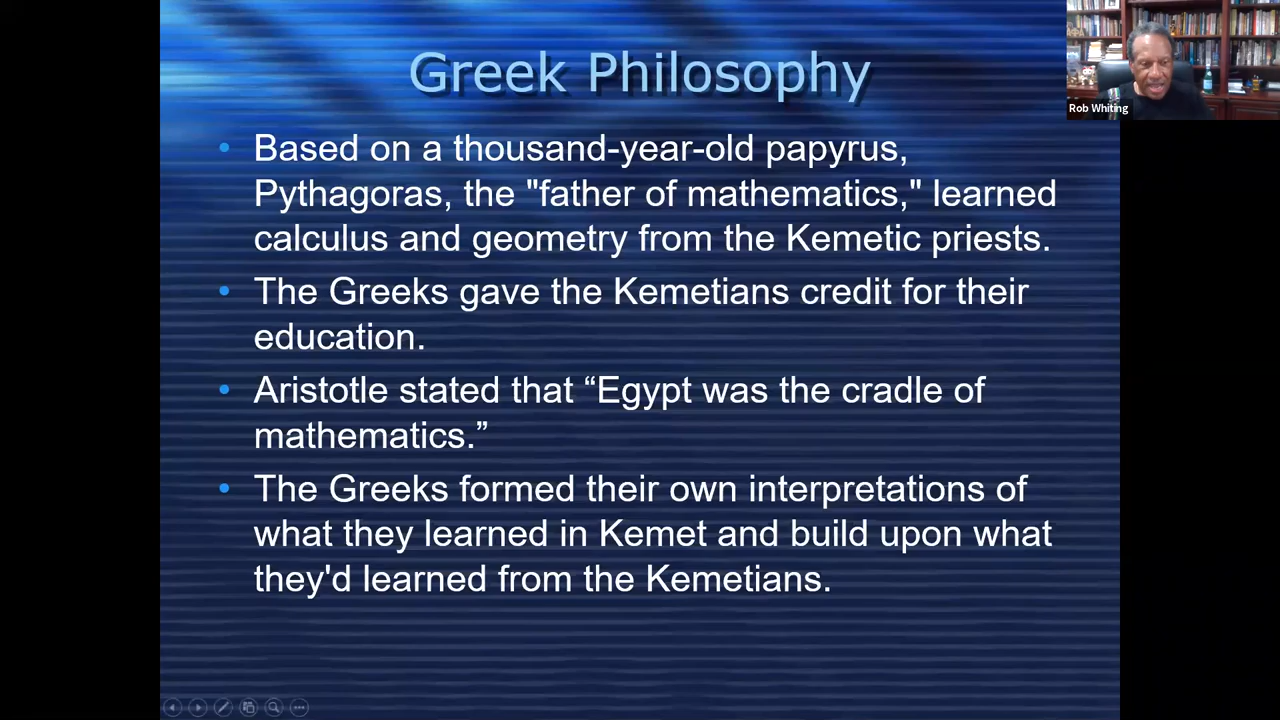 Greek Philosophy
Rob Whiting
• Based on a thousand-year-old papyrus,
Pythagoras, the "father of mathematics," learned
calculus and geometry from the Kemetic priests.
• The Greeks gave the Kemetians credit for their
education.
• Aristotle stated that “Egypt was the cradle of
mathematics.”
• The Greeks formed their own interpretations of
what they learned in Kemet and build upon what
they'd learned from the Kemetians.